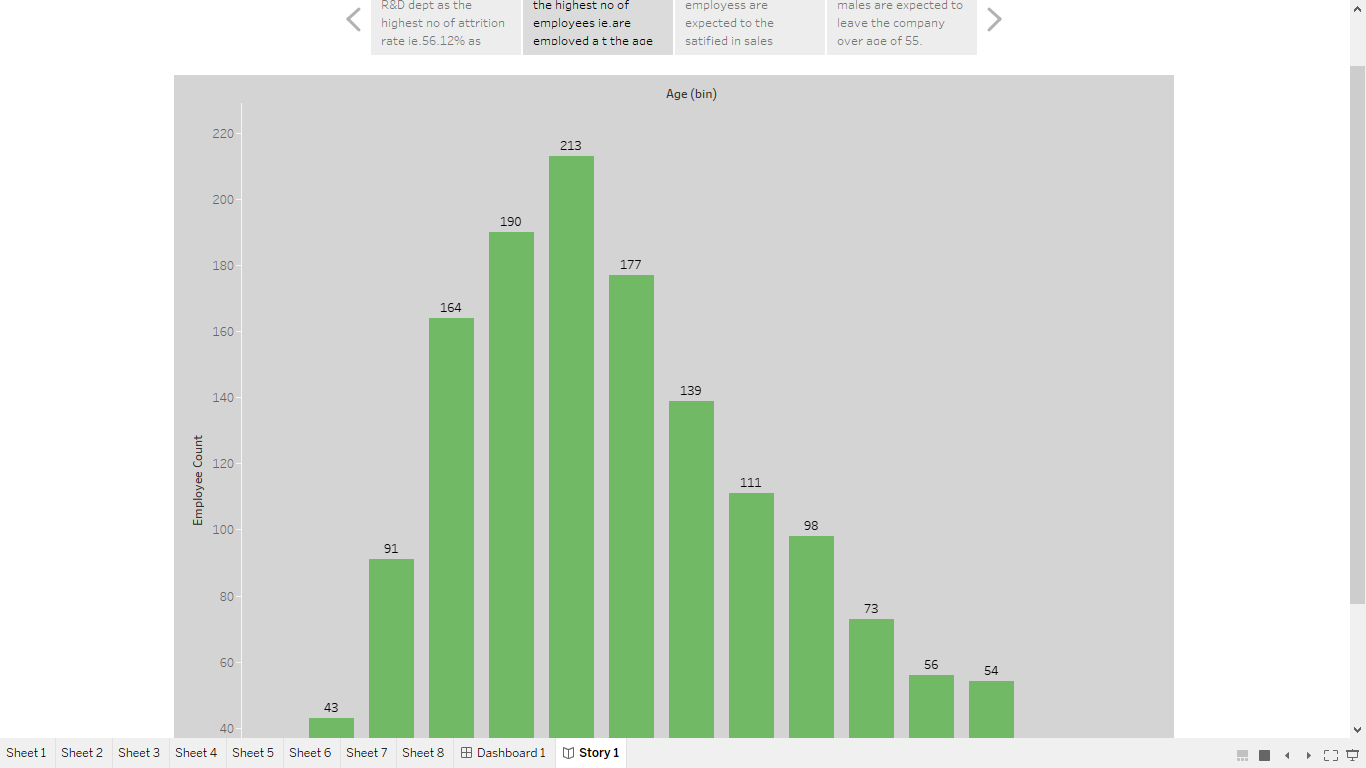 R&D dept as the
highest no of attrition
rate ie.56.12% as
the highest no of
employees ie.are
employed a t the age
employess are
expected to the
satified in sales
males are expected to
leave the company
over age of 55.
Age (bin)
220
200
180
160
140
120
100
80
60
40
Employee Count
43
91
164
190
213
177
139
111
98
73
56
54
Sheet 1
Sheet 2
Sheet 3
Sheet 4
Sheet 5
Sheet 6
Sheet 7
Sheet 8
Dashboard 1
Story 1